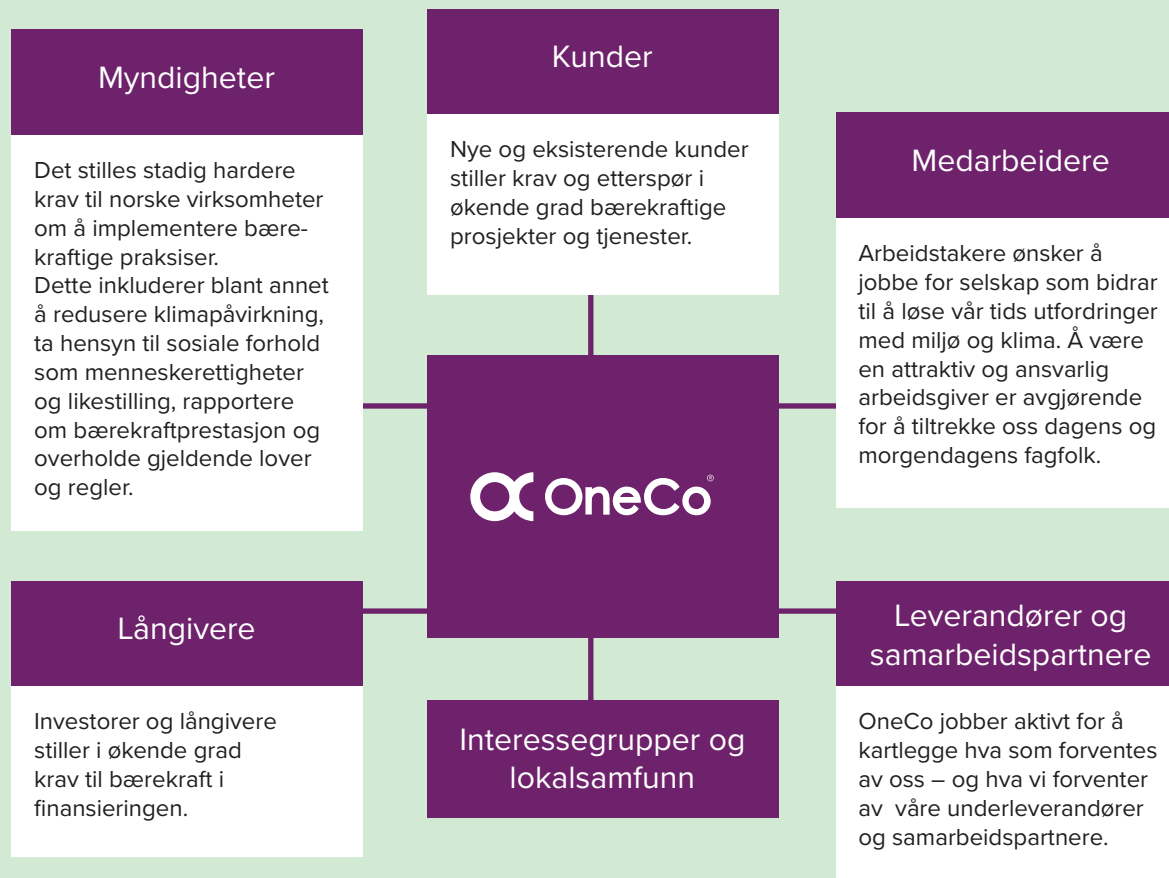 Myndigheter
Det stilles stadig hardere
krav til norske virksomheter
om å implementere bære-
kraftige praksiser.
Dette inkluderer blant annet
å redusere klimapåvirkning,
ta hensyn til sosiale forhold
som menneskerettigheter
og likestilling, rapportere
om bærekraftprestasjon og
overholde gjeldende lover
og regler.
Kunder
Nye og eksisterende kunder
stiller krav og etterspør i
økende grad bærekraftige
prosjekter og tjenester.
Medarbeidere
Arbeidstakere ønsker å
jobbe for selskap som bidrar
til å løse vår tids utfordringer
med miljø og klima. Å være
en attraktiv og ansvarlig
arbeidsgiver er avgjørende
for å tiltrekke oss dagens og
morgendagens fagfolk.
OneCo®
Långivere
Investorer og långivere
stiller i økende grad
krav til bærekraft i
finansieringen.
Interessegrupper og
lokalsamfunn
Leverandører og
samarbeidspartnere
OneCo jobber aktivt for å
kartlegge hva som forventes
av oss – og hva vi forventer
av våre underleverandører
og samarbeidspartnere.